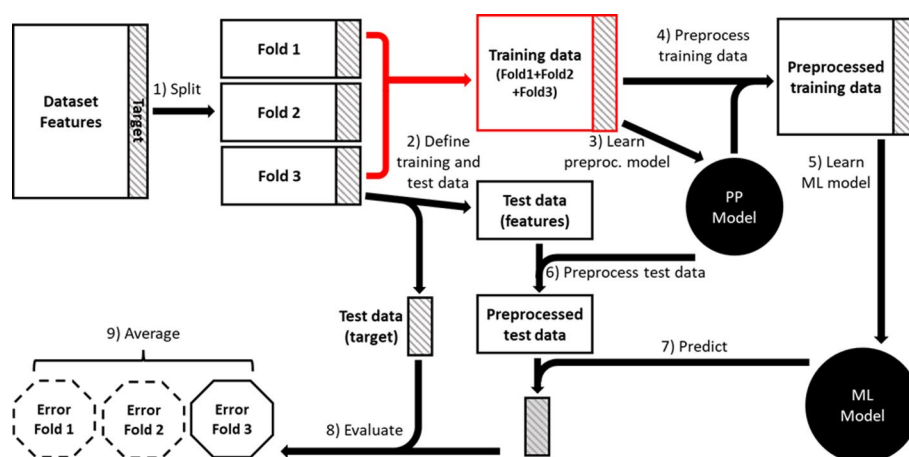 Dataset
Features
Target
1) Split
Fold 1
Fold 2
Fold 3
2) Define
training and
test data
Training data
(Fold1+Fold2
+Fold3)
3) Learn
preproc. model
4) Preprocess
training data
Preprocessed
training data
PP
Model
5) Learn
ML model
Test data
(features)
6) Preprocess test data
Test data
(target)
Preprocessed
test data
7) Predict
ML
Model
9) Average
Error
Fold 1
Error
Fold 2
Error
Fold 3
8) Evaluate